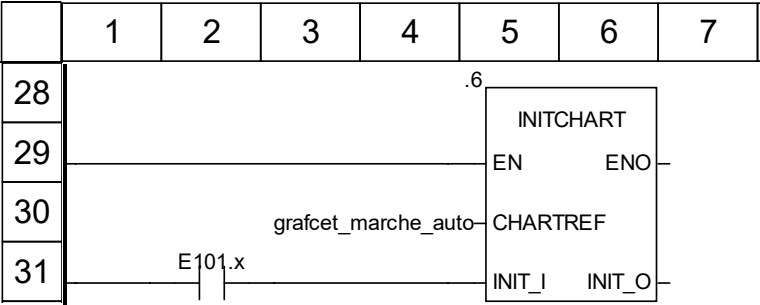 1 2 3 4 5 6 7
28 .6
INITCHART
29 EN ENO
30 grafcet_marche_auto CHARTREF
E101.x
31 INIT_I INIT_O